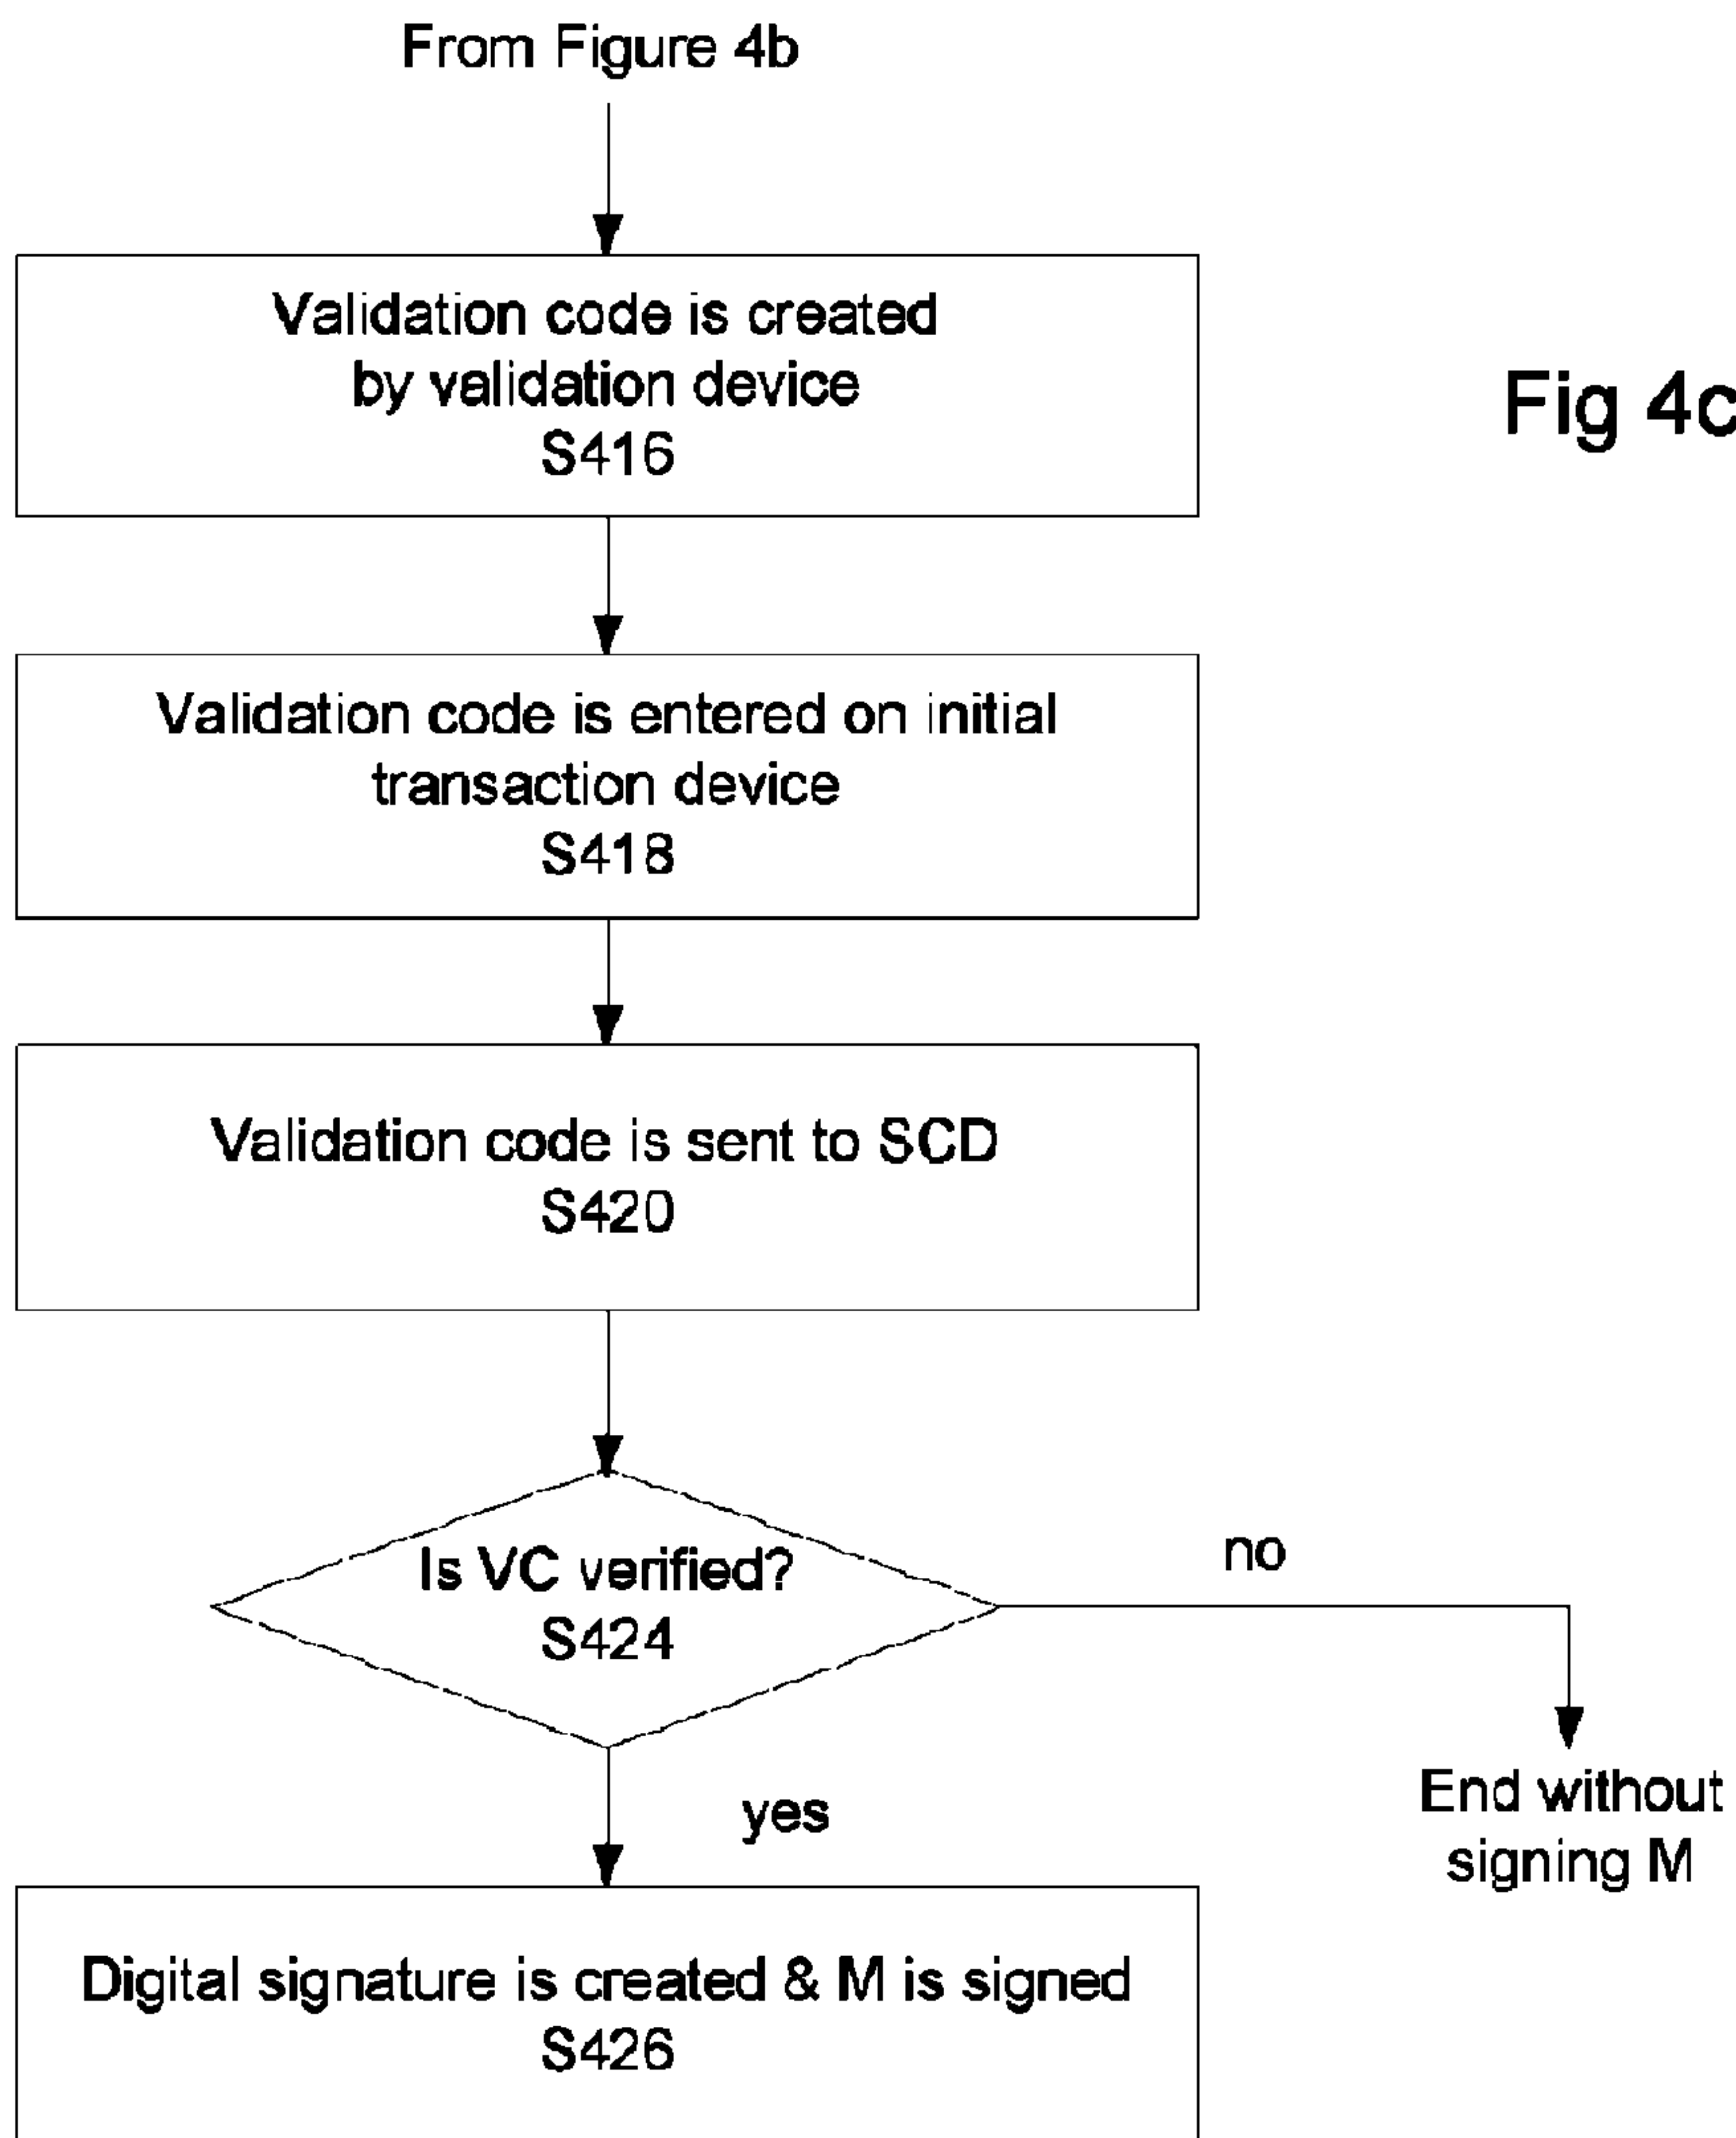 From Figure 4b
Validation code is created
by validation device
S416
Fig 4c
Validation code is entered on initial
transaction device
S418
Validation code is sent to SCD
S420
Is VC verified?
S424
no
End without
signing M
yes
Digital signature is created & M is signed
S426